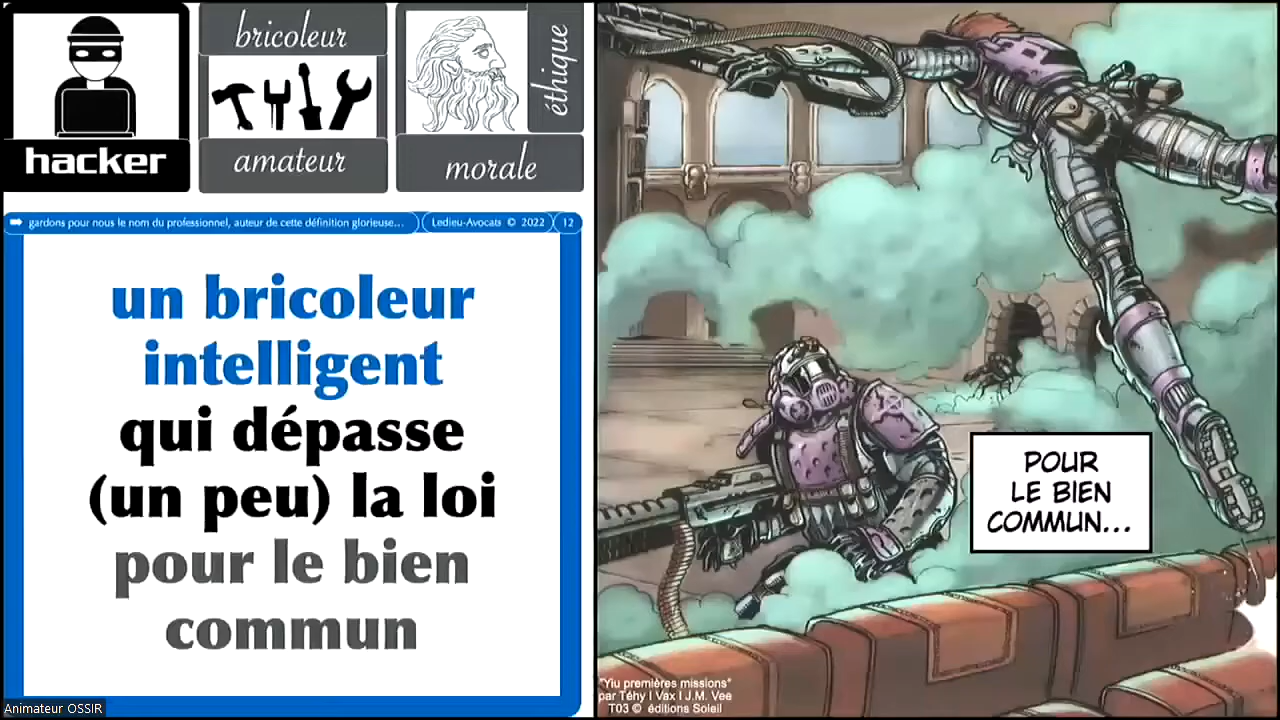 hacker
bricoleur
amateur
éthique
morale
➡ gardons pour nous le nom du professionnel, auteur de cette définition glorieuse...
Ledieu-Avocats © 2022
12
un bricoleur
intelligent
qui dépasse
(un peu) la loi
pour le bien
commun
POUR
LE BIEN
COMMUN...
"Yiu premières missions"
par Téhy I Vax I J.M. Vee
T03 © éditions Soleil
Animateur OSSIR